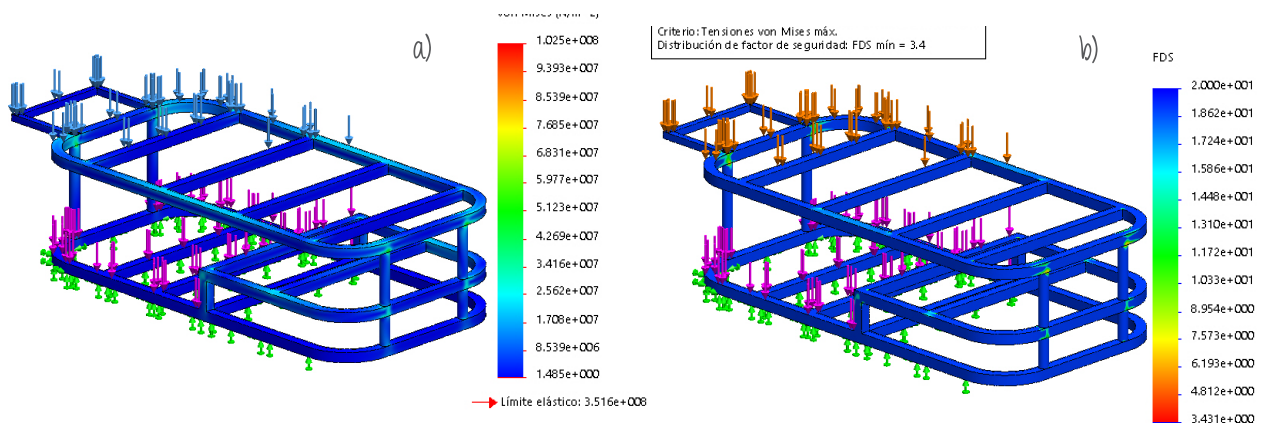 von Mises (N/m^2)
a)
1.025e+008
9.393e+007
8.539e+007
7.685e+007
6.831e+007
5.977e+007
5.123e+007
4.269e+007
3.416e+007
2.562e+007
1.708e+007
8.539e+006
1.485e+000
Límite elástico: 3.516e+008
Criterio: Tensiones von Mises máx.
Distribución de factor de seguridad: FDS mín = 3.4
b)
FDS
2.000e+001
1.862e+001
1.724e+001
1.586e+001
1.448e+001
1.310e+001
1.172e+001
1.033e+001
8.954e+000
7.573e+000
6.193e+000
4.812e+000
3.431e+000